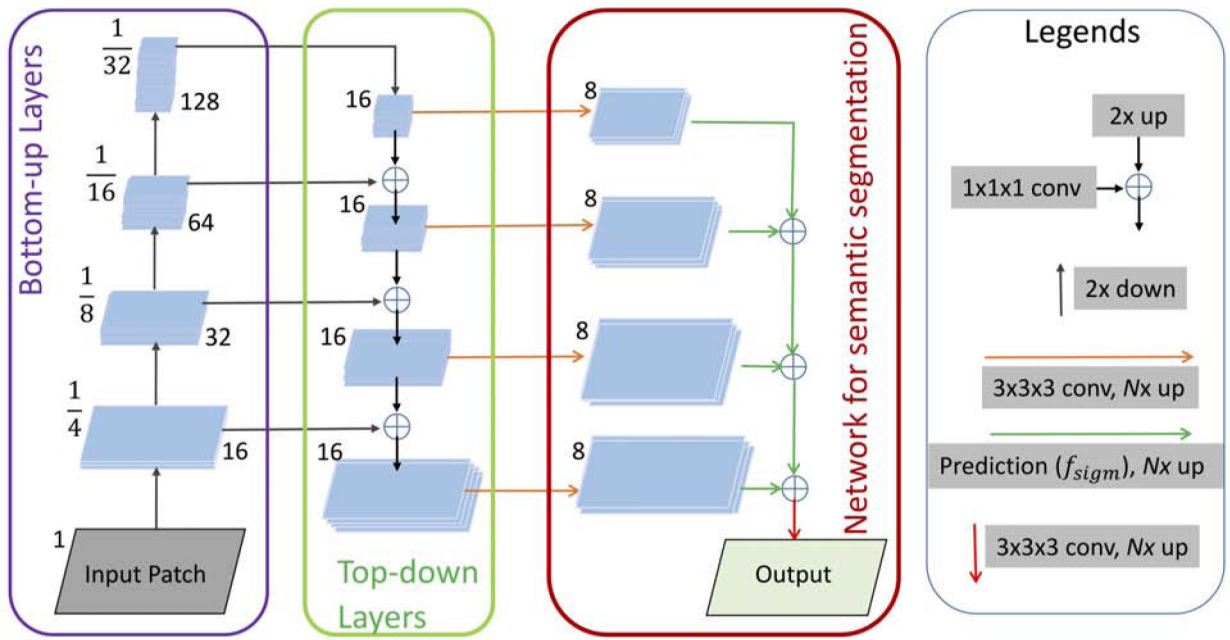 Bottom-up Layers
1
32
128
1
16
64
1
8
32
1
4
16
1
Input Patch
16
16
16
16
Top-down
Layers
8
8
8
8
Network for semantic segmentation
Output
Legends
2x up
1x1x1 conv
2x down
3x3x3 conv, Nx up
Prediction (f_sigm), Nx up
3x3x3 conv, Nx up